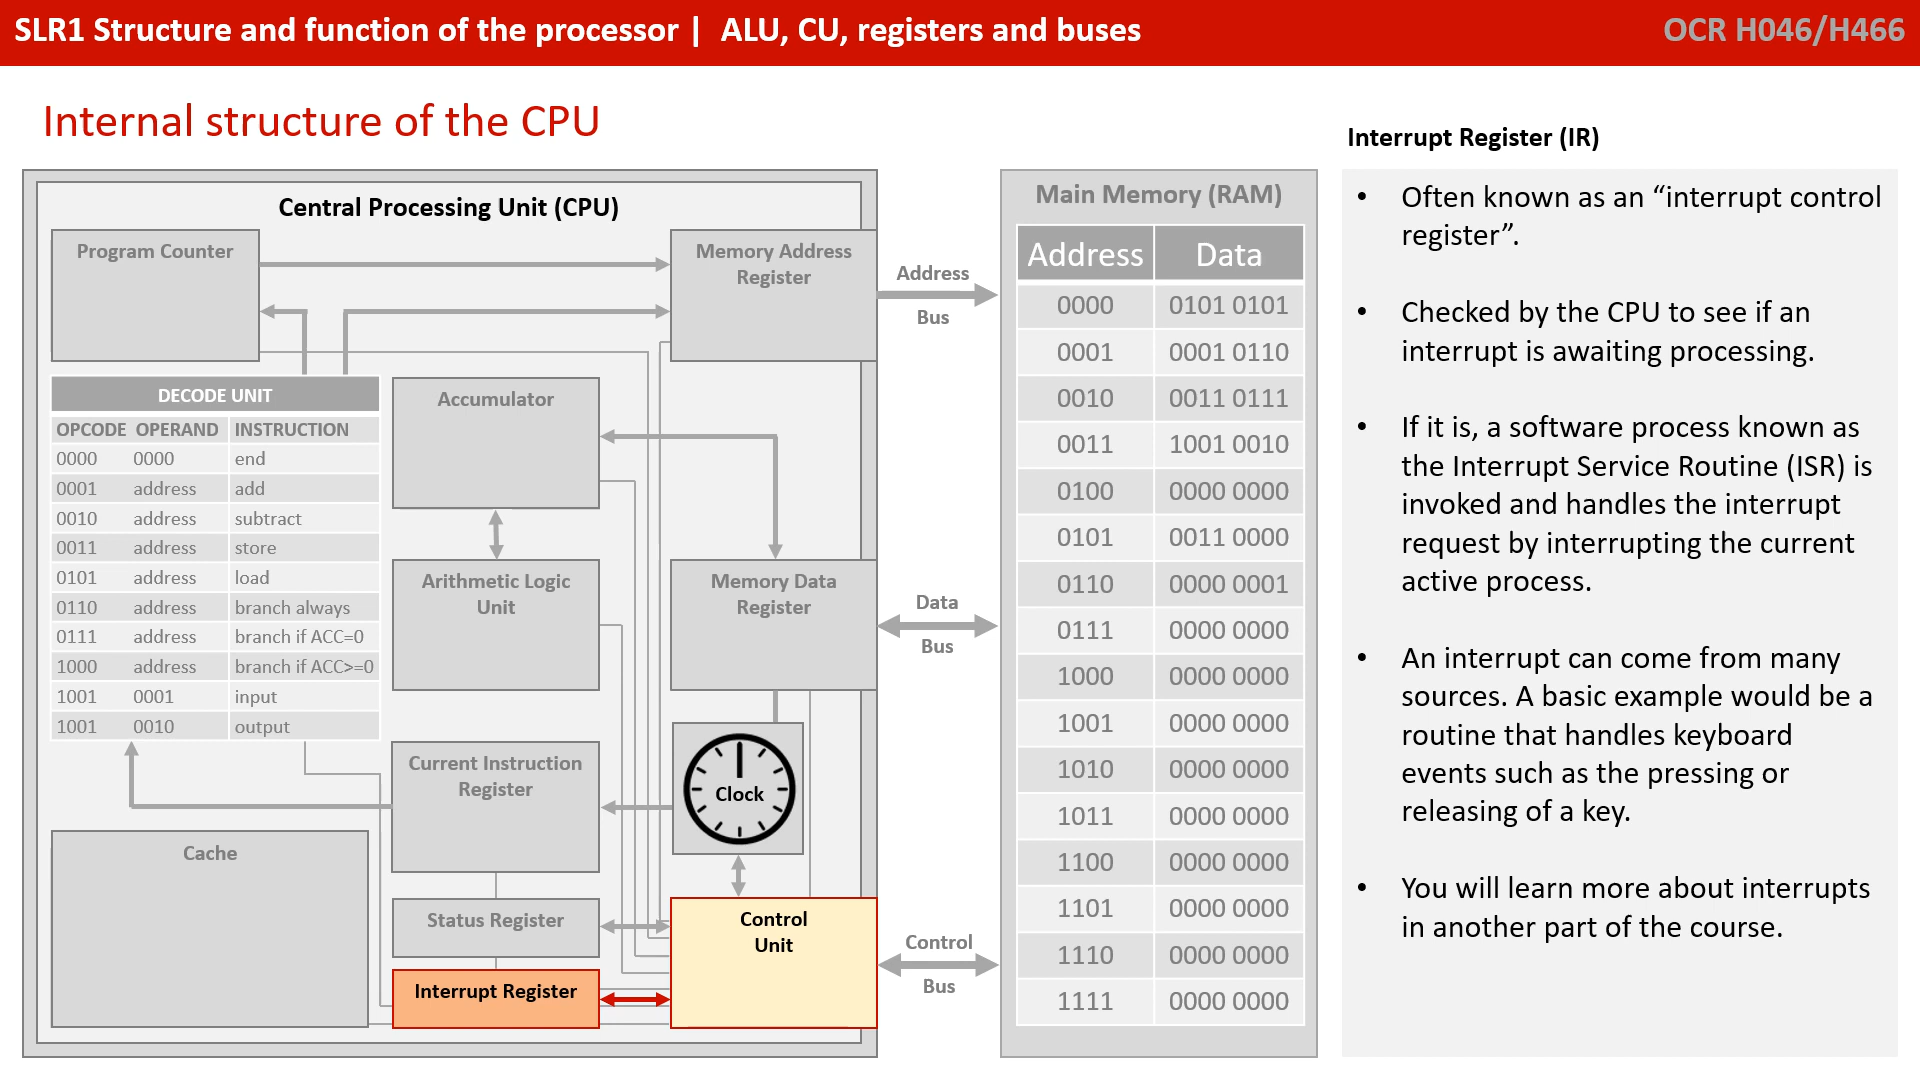 SLR1 Structure and function of the processor | ALU, CU, registers and buses
OCR H046/H466
Internal structure of the CPU
Central Processing Unit (CPU)
Program Counter
Memory Address
Register
DECODE UNIT
OPCODE OPERAND INSTRUCTION
0000 0000 end
0001 address add
0010 address subtract
0011 address store
0101 address load
0110 address branch always
0111 address branch if ACC=0
1000 address branch if ACC>=0
1001 0001 input
1001 0010 output
Accumulator
Arithmetic Logic
Unit
Memory Data
Register
Current Instruction
Register
Clock
Cache
Status Register
Control
Unit
Interrupt Register
Address
Bus
Data
Bus
Control
Bus
Main Memory (RAM)
Address Data
0000 0101 0101
0001 0001 0110
0010 0011 0111
0011 1001 0010
0100 0000 0000
0101 0011 0000
0110 0000 0001
0111 0000 0000
1000 0000 0000
1001 0000 0000
1010 0000 0000
1011 0000 0000
1100 0000 0000
1101 0000 0000
1110 0000 0000
1111 0000 0000
Interrupt Register (IR)
• Often known as an “interrupt control
register”.
• Checked by the CPU to see if an
interrupt is awaiting processing.
• If it is, a software process known as
the Interrupt Service Routine (ISR) is
invoked and handles the interrupt
request by interrupting the current
active process.
• An interrupt can come from many
sources. A basic example would be a
routine that handles keyboard
events such as the pressing or
releasing of a key.
• You will learn more about interrupts
in another part of the course.